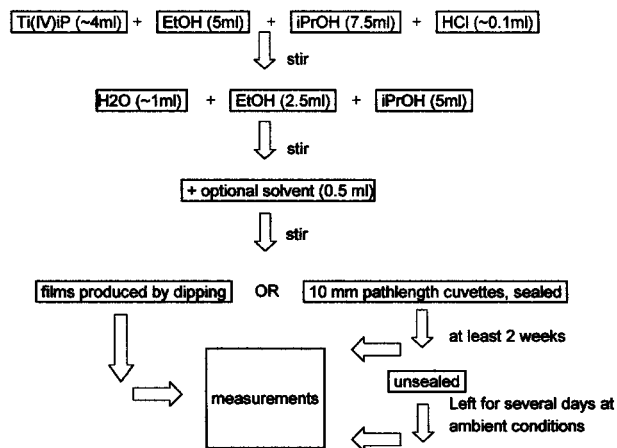 Ti(IV)iP (~4ml) + EtOH (5ml) + iPrOH (7.5ml) + HCl (~0.1ml)
stir
H2O (~1ml) + EtOH (2.5ml) + iPrOH (5ml)
stir
+ optional solvent (0.5 ml)
stir
films produced by dipping OR 10 mm pathlength cuvettes, sealed
at least 2 weeks
measurements
unsealed
Left for several days at
ambient conditions